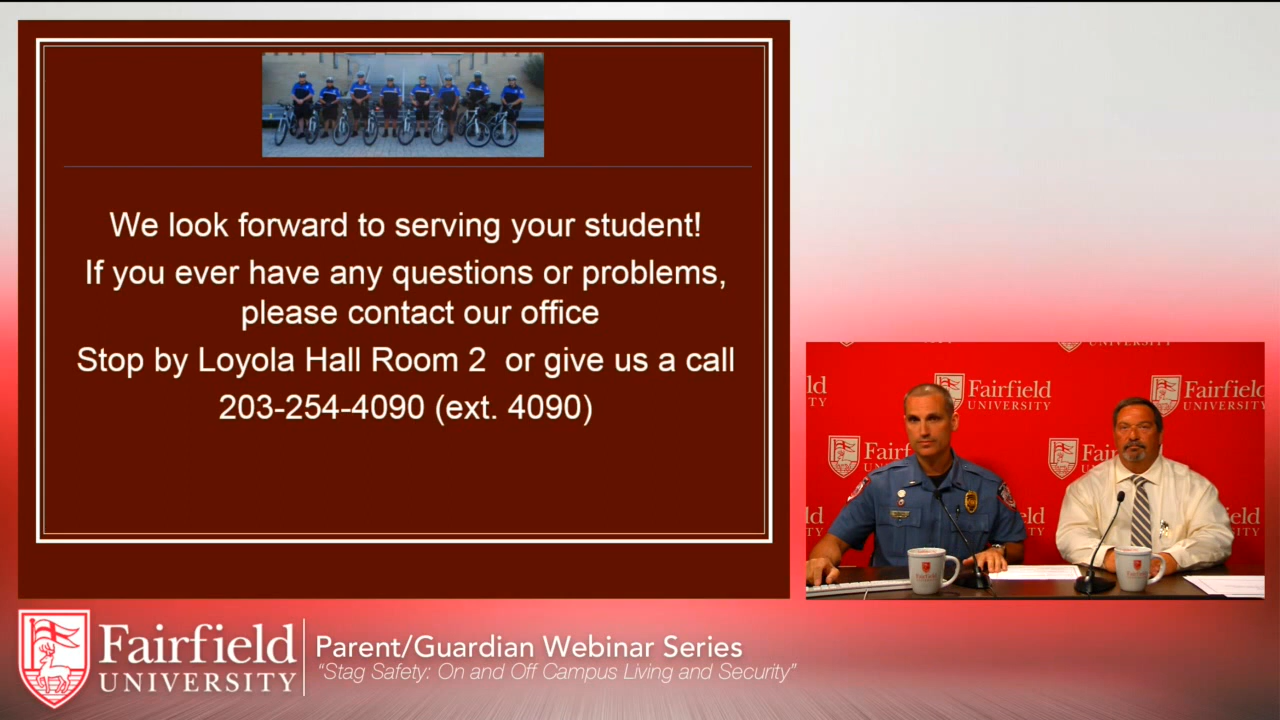 We look forward to serving your student!
If you ever have any questions or problems,
please contact our office
Stop by Loyola Hall Room 2 or give us a call
203-254-4090 (ext. 4090)
Fairfield
UNIVERSITY
Fairfield
UNIVERSITY
Fairfield
UNIVERSITY
Parent/Guardian Webinar Series
“Stag Safety: On and Off Campus Living and Security”